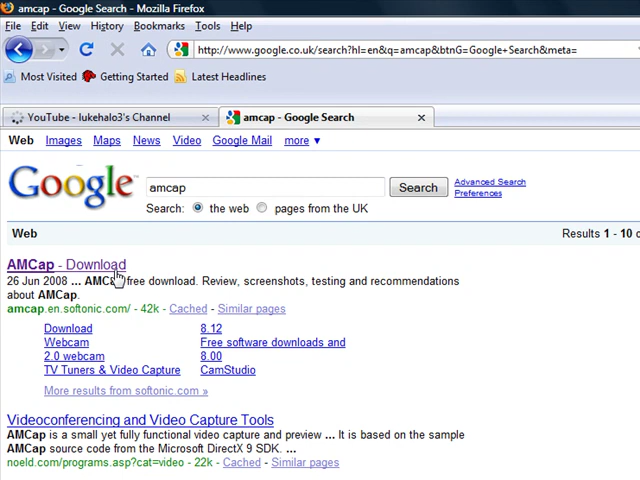 amcap - Google Search - Mozilla Firefox
File Edit View History Bookmarks Tools Help
http://www.google.co.uk/search?hl=en&q=amcap&btnG=Google+Search&meta=
Most Visited Getting Started Latest Headlines
YouTube - lukehalo3's Channel amcap - Google Search
Web Images Maps News Video Google Mail more ▼
Google amcap Search Advanced Search
Preferences
Search: the web pages from the UK
Web Results 1 - 10
AMCap - Download
26 Jun 2008 ... AMCap free download. Review, screenshots, testing and recommendations
about AMCap.
amcap.en.softonic.com/ - 42k - Cached - Similar pages
Download 8.12
Webcam Free software downloads and
2.0 webcam 8.00
TV Tuners & Video Capture CamStudio
More results from softonic.com »
Videoconferencing and Video Capture Tools
AMCap is a small yet fully functional video capture and preview ... It is based on the sample
AMCap source code from the Microsoft DirectX 9 SDK. ...
noeld.com/programs.asp?cat=video - 22k - Cached - Similar pages